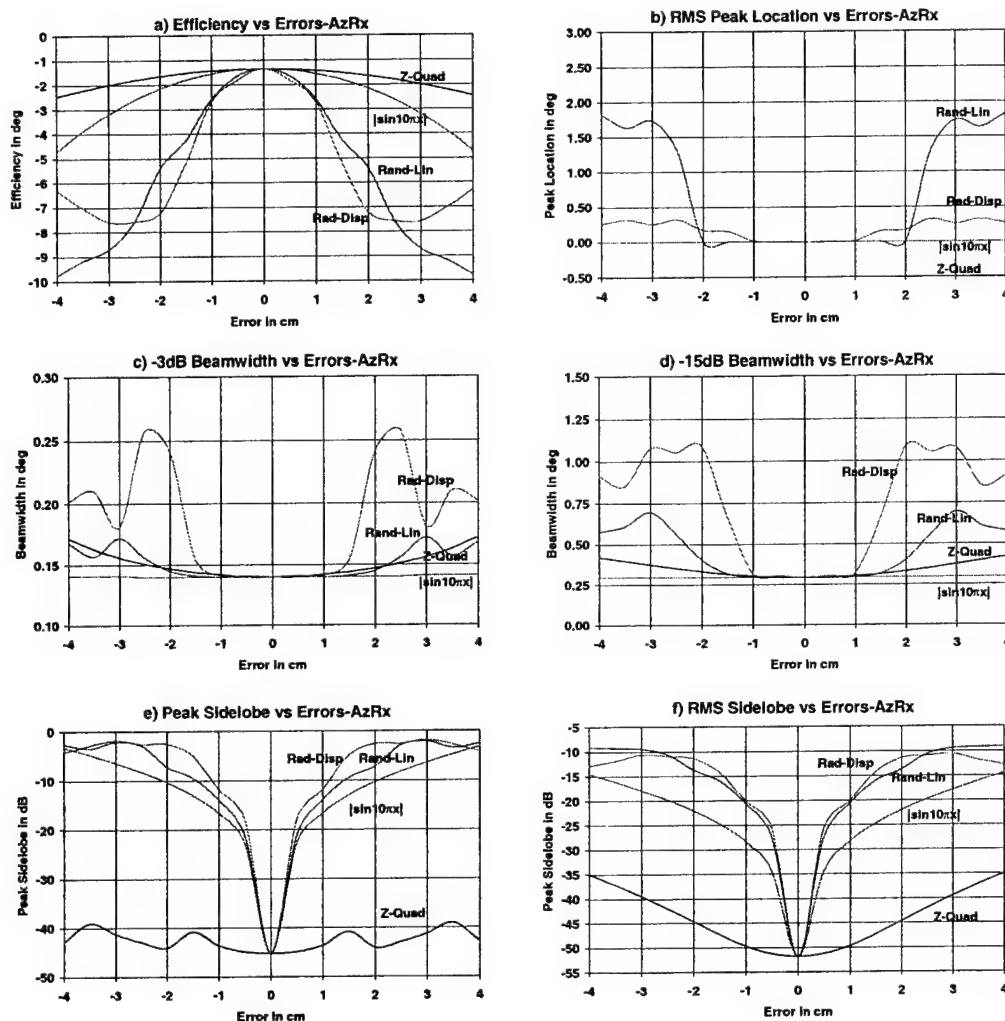 a) Efficiency vs Errors-AzRx
Efficiency in deg
0
-1
-2
-3
-4
-5
-6
-7
-8
-9
-10
Z-Quad
|sin10πx|
Rand-Lin
Rad-Disp
-4 -3 -2 -1 0 1 2 3 4
Error in cm
b) RMS Peak Location vs Errors-AzRx
Peak Location in deg
3.00
2.50
2.00
1.50
1.00
0.50
0.00
-0.50
Rand-Lin
Rad-Disp
|sin10πx|
Z-Quad
-4 -3 -2 -1 0 1 2 3 4
Error in cm
c) -3dB Beamwidth vs Errors-AzRx
Beamwidth in deg
0.30
0.25
0.20
0.15
0.10
Rad-Disp
Rand-Lin
Z-Quad
|sin10πx|
-4 -3 -2 -1 0 1 2 3 4
Error in cm
d) -15dB Beamwidth vs Errors-AzRx
Beamwidth in deg
1.50
1.25
1.00
0.75
0.50
0.25
0.00
Rad-Disp
Rand-Lin
Z-Quad
|sin10πx|
-4 -3 -2 -1 0 1 2 3 4
Error in cm
e) Peak Sidelobe vs Errors-AzRx
Peak Sidelobe in dB
0
-10
-20
-30
-40
-50
Rad-Disp
Rand-Lin
|sin10πx|
Z-Quad
-4 -3 -2 -1 0 1 2 3 4
Error in cm
f) RMS Sidelobe vs Errors-AzRx
Peak Sidelobe in dB
-5
-10
-15
-20
-25
-30
-35
-40
-45
-50
-55
Rad-Disp
Rand-Lin
|sin10πx|
Z-Quad
-4 -3 -2 -1 0 1 2 3 4
Error in cm